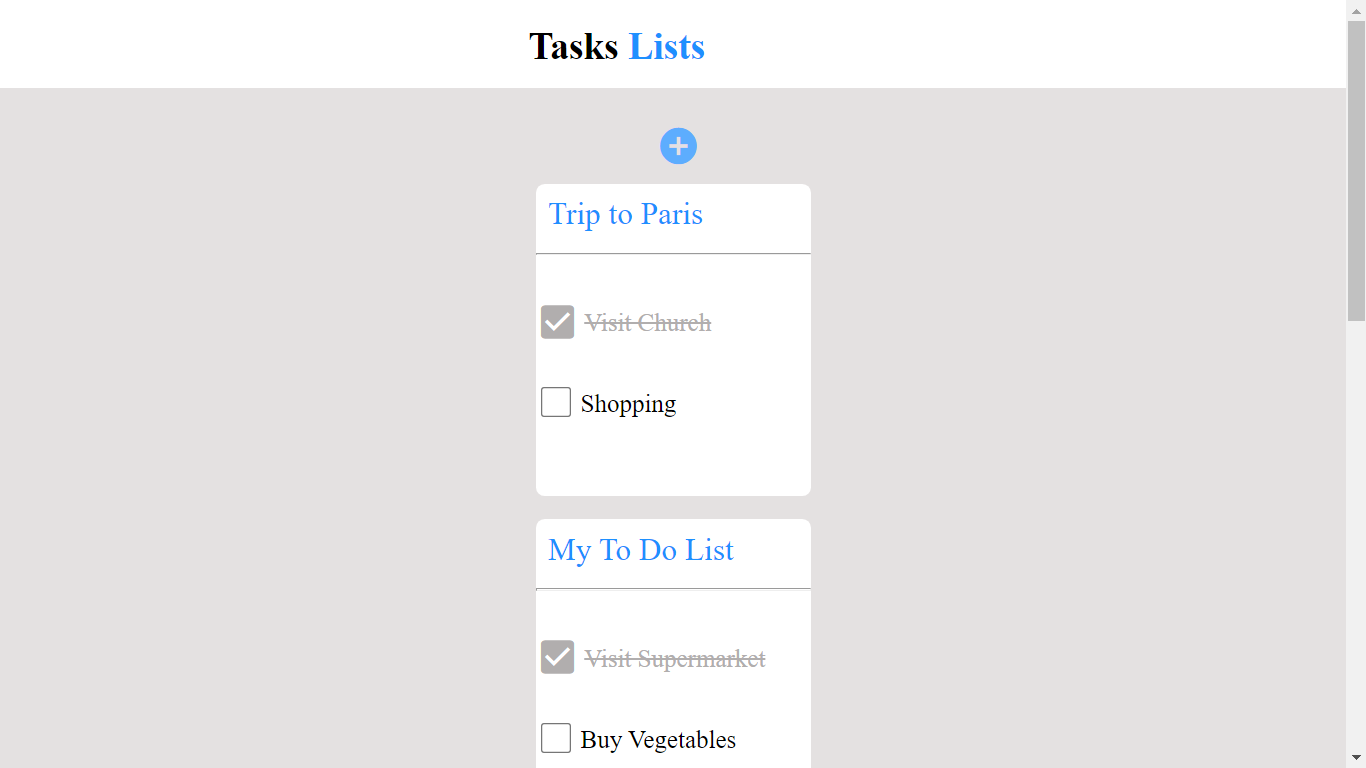 Tasks Lists
Trip to Paris
Visit Church
Shopping
My To Do List
Visit Supermarket
Buy Vegetables